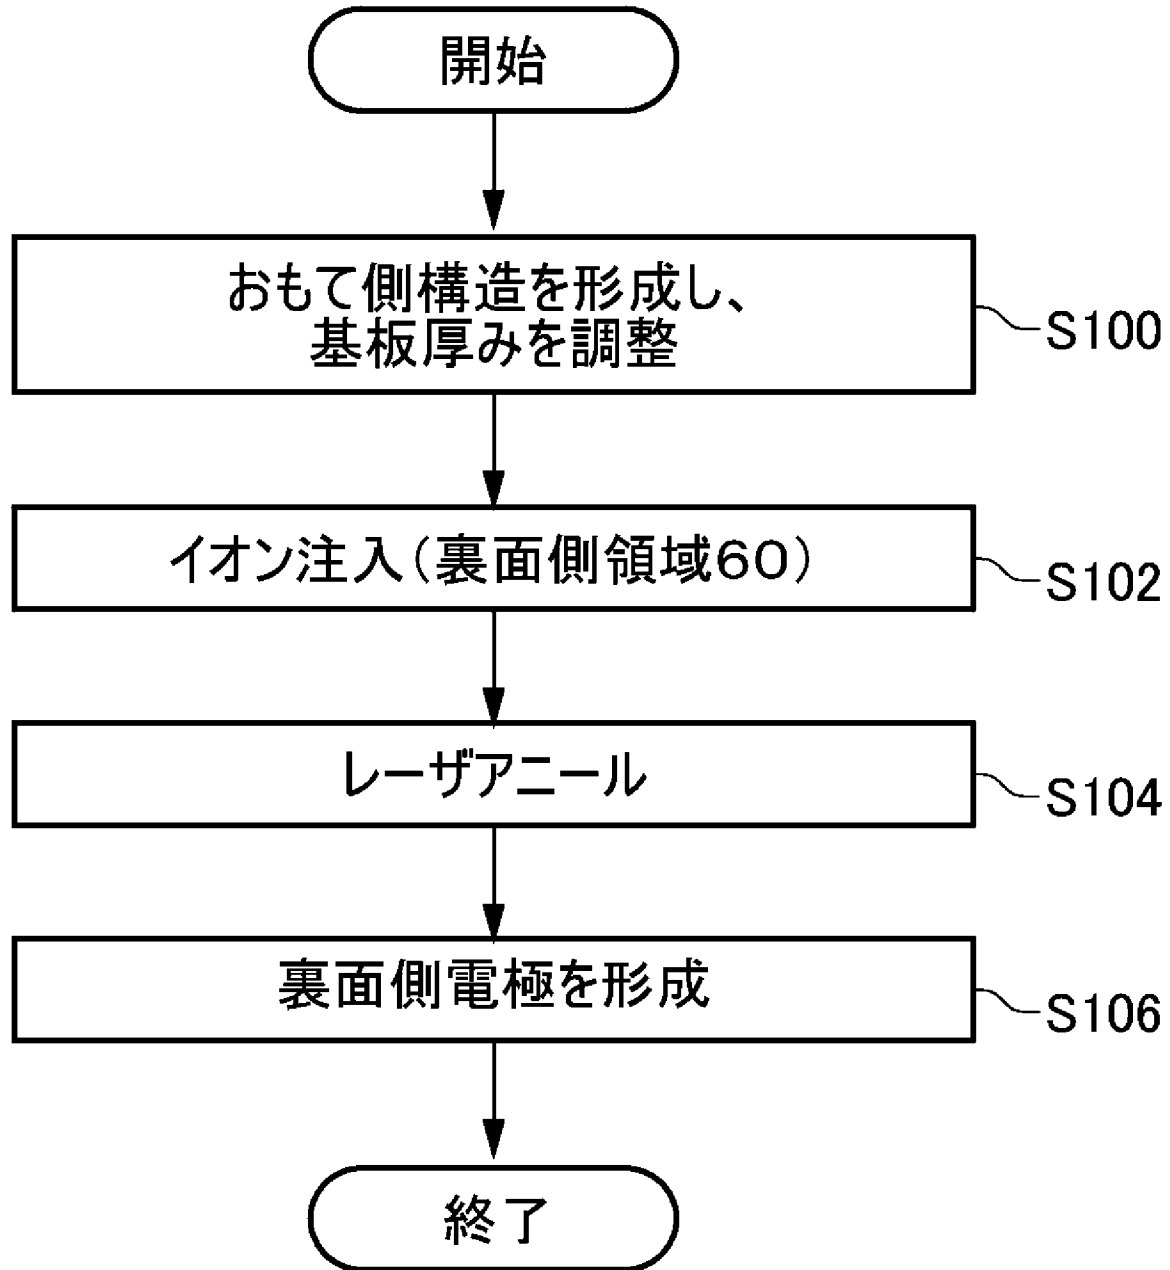 開始
おもて側構造を形成し、
基板厚みを調整
S100
イオン注入(裏面側領域60)
S102
レーザアニール
S104
裏面側電極を形成
S106
終了